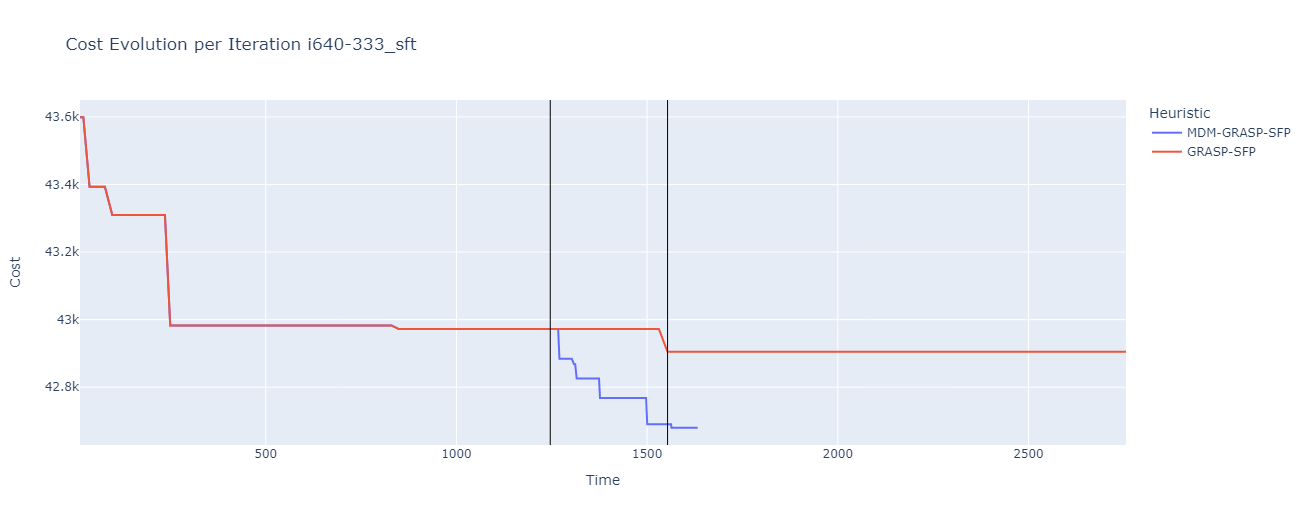 Cost Evolution per Iteration i640-333_sft
Heuristic
MDM-GRASP-SFP
GRASP-SFP
43.6k
43.4k
43.2k
43k
42.8k
Cost
500
1000
1500
2000
2500
Time